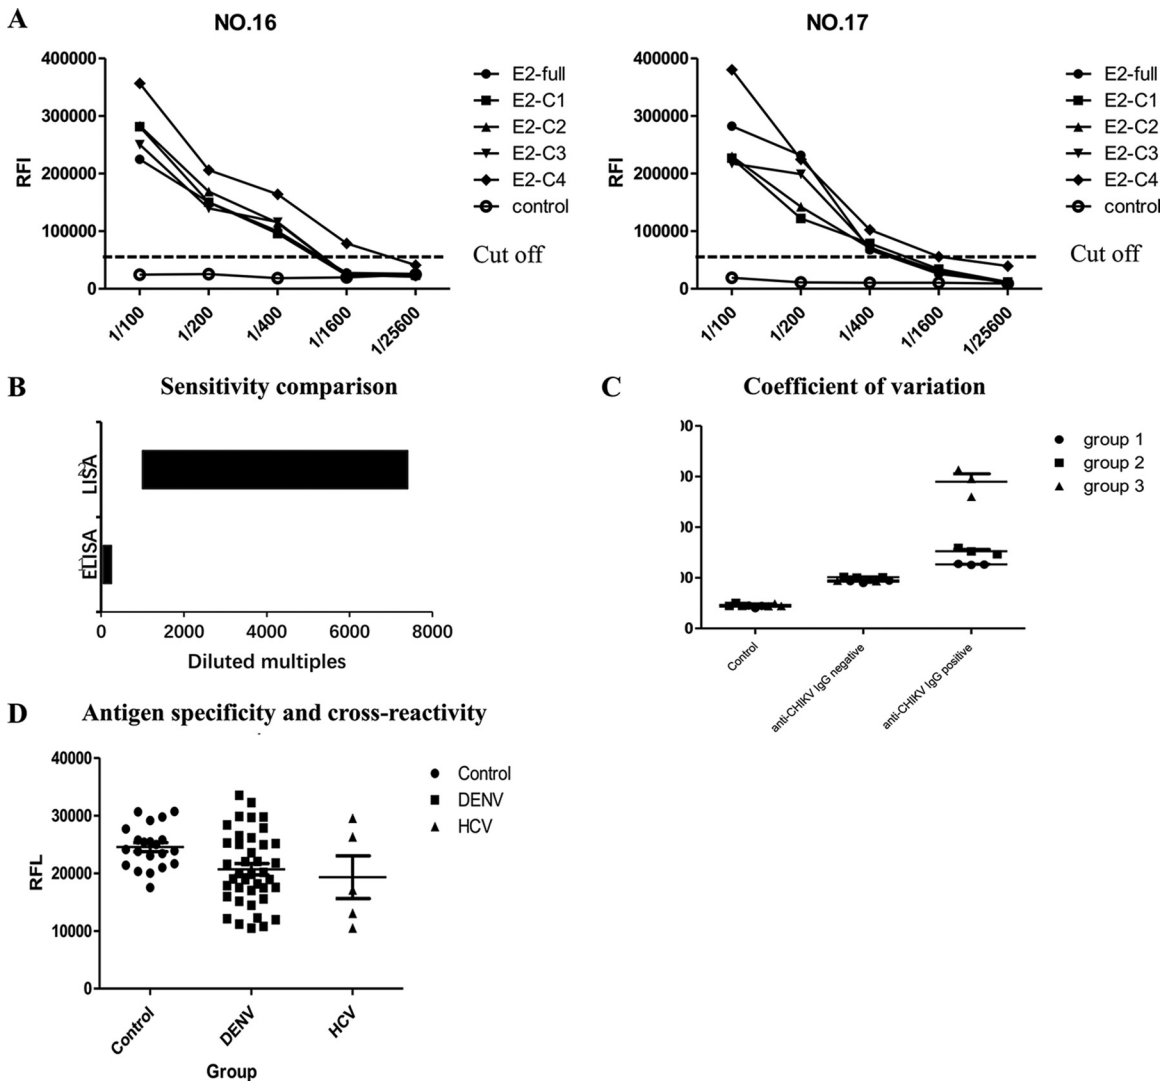 A
NO.16
NO.17
400000
300000
200000
100000
0
RFI
1/100
1/200
1/400
1/1600
1/25600
E2-full
E2-C1
E2-C2
E2-C3
E2-C4
control
Cut off
400000
300000
200000
100000
0
RFI
1/100
1/200
1/400
1/1600
1/25600
E2-full
E2-C1
E2-C2
E2-C3
E2-C4
control
Cut off
B
Sensitivity comparison
LISA
ELISA
0
2000
4000
6000
8000
Diluted multiples
C
Coefficient of variation
0
Control
anti-CHIKV IgG negative
anti-CHIKV IgG positive
group 1
group 2
group 3
D
Antigen specificity and cross-reactivity
40000
30000
20000
10000
0
RFL
Control
DENV
HCV
Group
Control
DENV
HCV